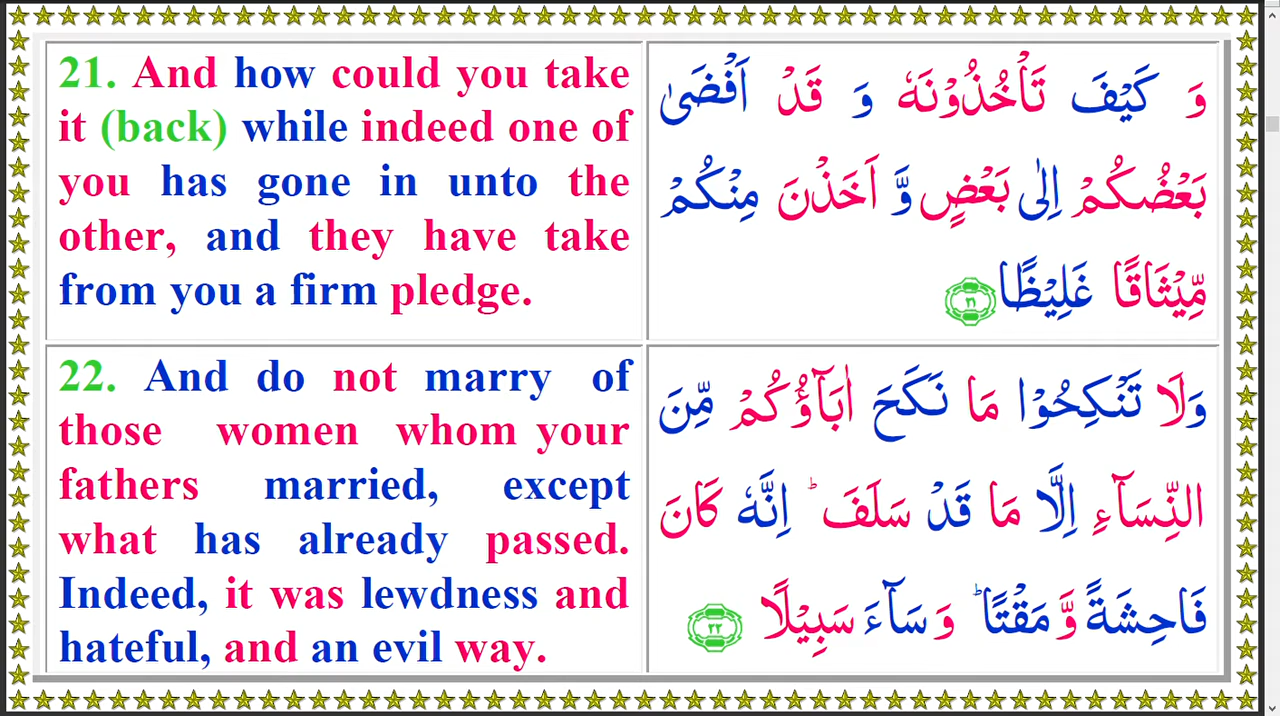 21. And how could you take
it (back) while indeed one of
you has gone in unto the
other, and they have take
from you a firm pledge.
وَ كَيْفَ تَاْخُذُوْنَهٗ وَ قَدْ اَفْضٰى
بَعْضُكُمْ اِلٰى بَعْضٍ وَّ اَخَذْنَ مِنْكُمْ
مِّيْثَاقًا غَلِيْظًا ٢١
22. And do not marry of
those women whom your
fathers married, except
what has already passed.
Indeed, it was lewdness and
hateful, and an evil way.
وَلَا تَنْكِحُوْا مَا نَكَحَ اٰبَآؤُكُمْ مِّنَ
النِّسَآءِ اِلَّا مَا قَدْ سَلَفَ ؕ اِنَّهٗ كَانَ
فَاحِشَةً وَّ مَقْتًا ؕ وَ سَآءَ سَبِيْلًا ٢٢